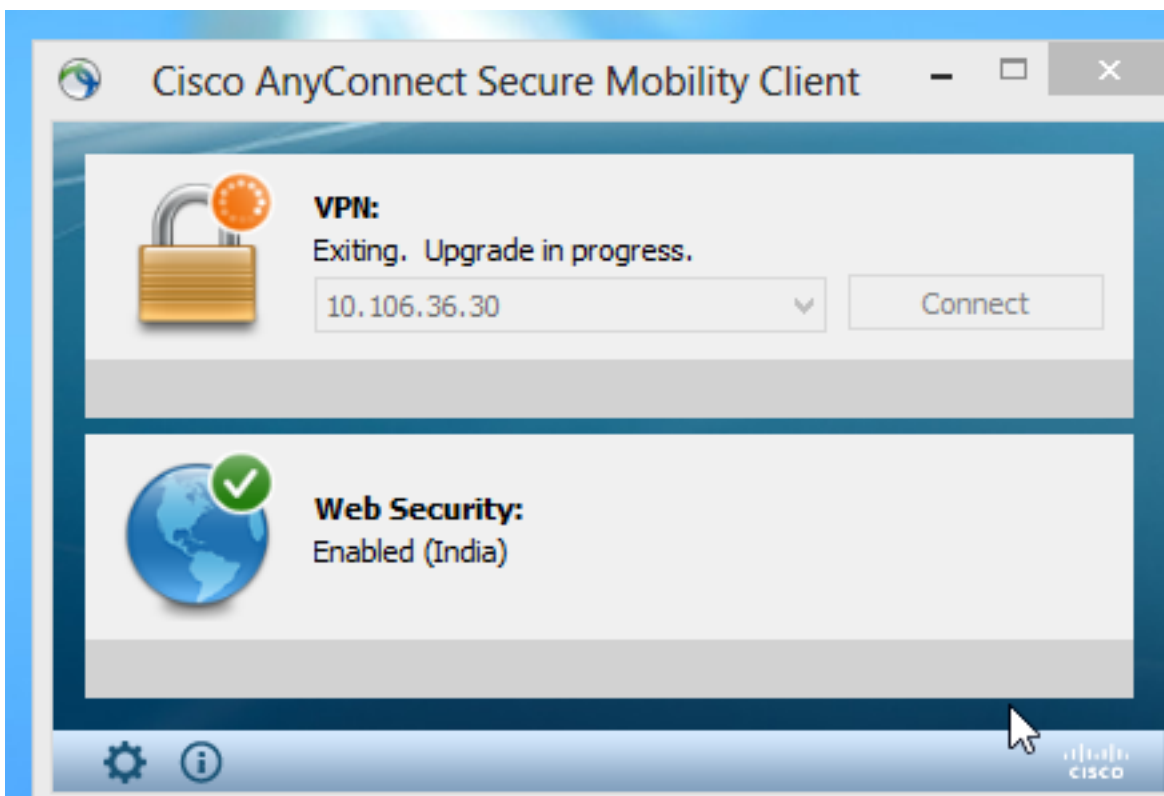 Cisco AnyConnect Secure Mobility Client
VPN:
Exiting. Upgrade in progress.
10.106.36.30
Connect
Web Security:
Enabled (India)
CISCO